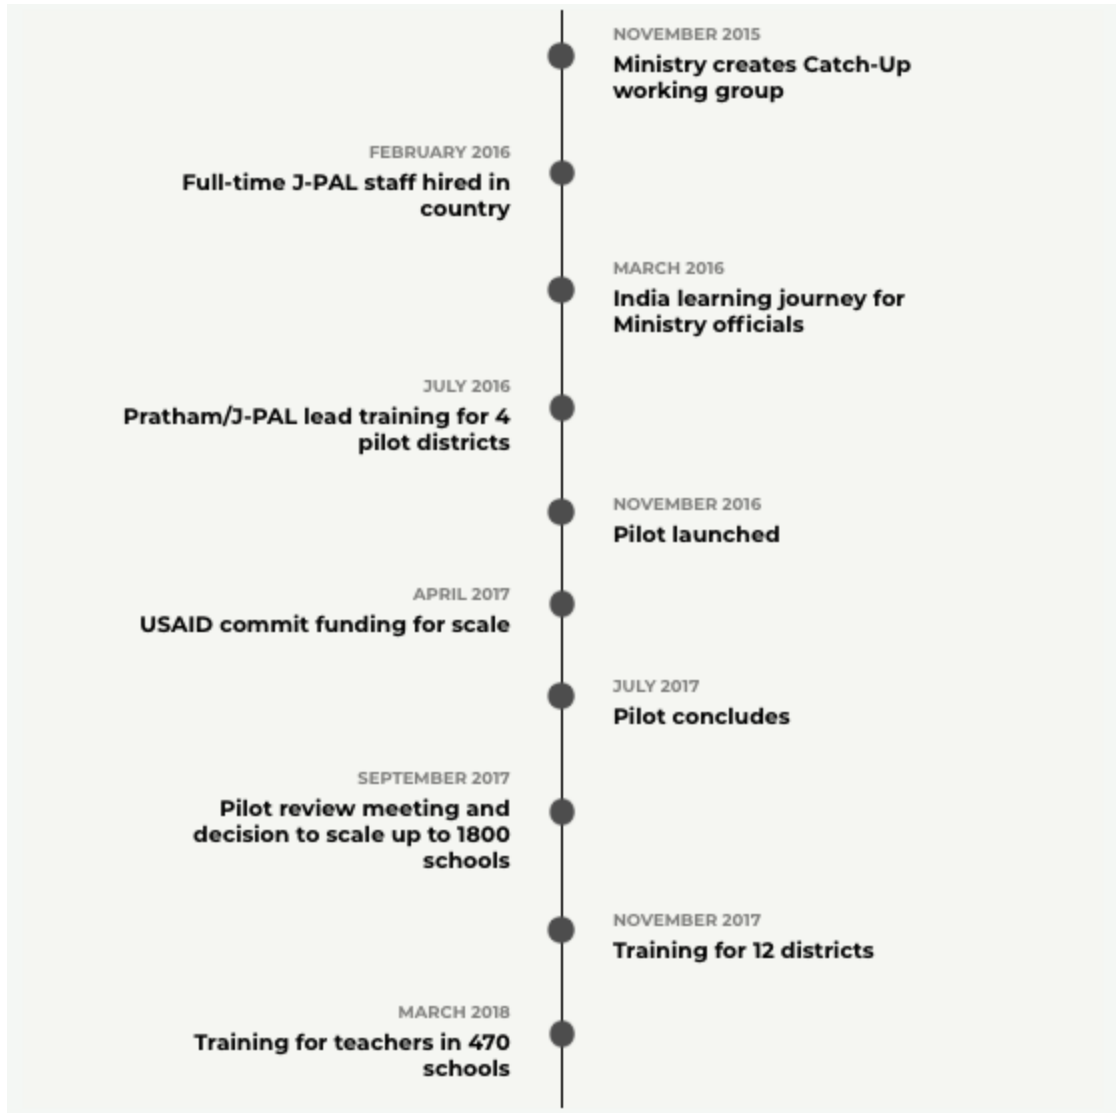 NOVEMBER 2015
Ministry creates Catch-Up
working group
FEBRUARY 2016
Full-time J-PAL staff hired in
country
MARCH 2016
India learning journey for
Ministry officials
JULY 2016
Pratham/J-PAL lead training for 4
pilot districts
NOVEMBER 2016
Pilot launched
APRIL 2017
USAID commit funding for scale
JULY 2017
Pilot concludes
SEPTEMBER 2017
Pilot review meeting and
decision to scale up to 1800
schools
NOVEMBER 2017
Training for 12 districts
MARCH 2018
Training for teachers in 470
schools